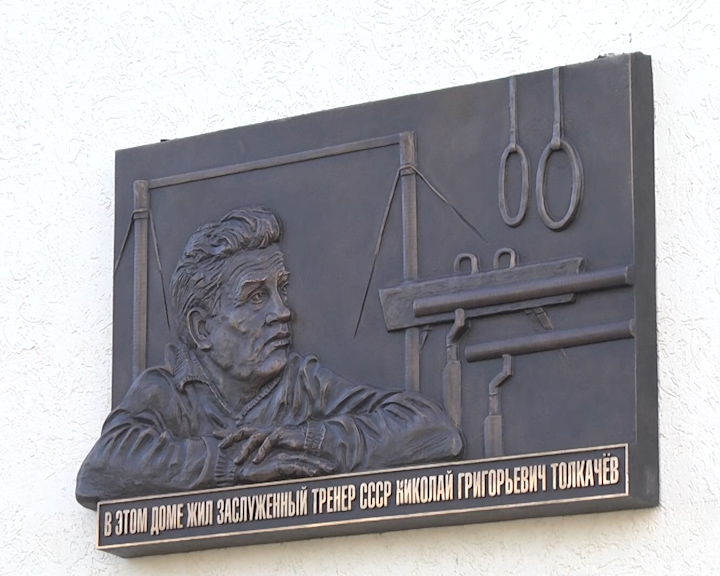 В ЭТОМ ДОМЕ ЖИЛ ЗАСЛУЖЕННЫЙ ТРЕНЕР СССР НИКОЛАЙ ГРИГОРЬЕВИЧ ТОЛКАЧЁВ